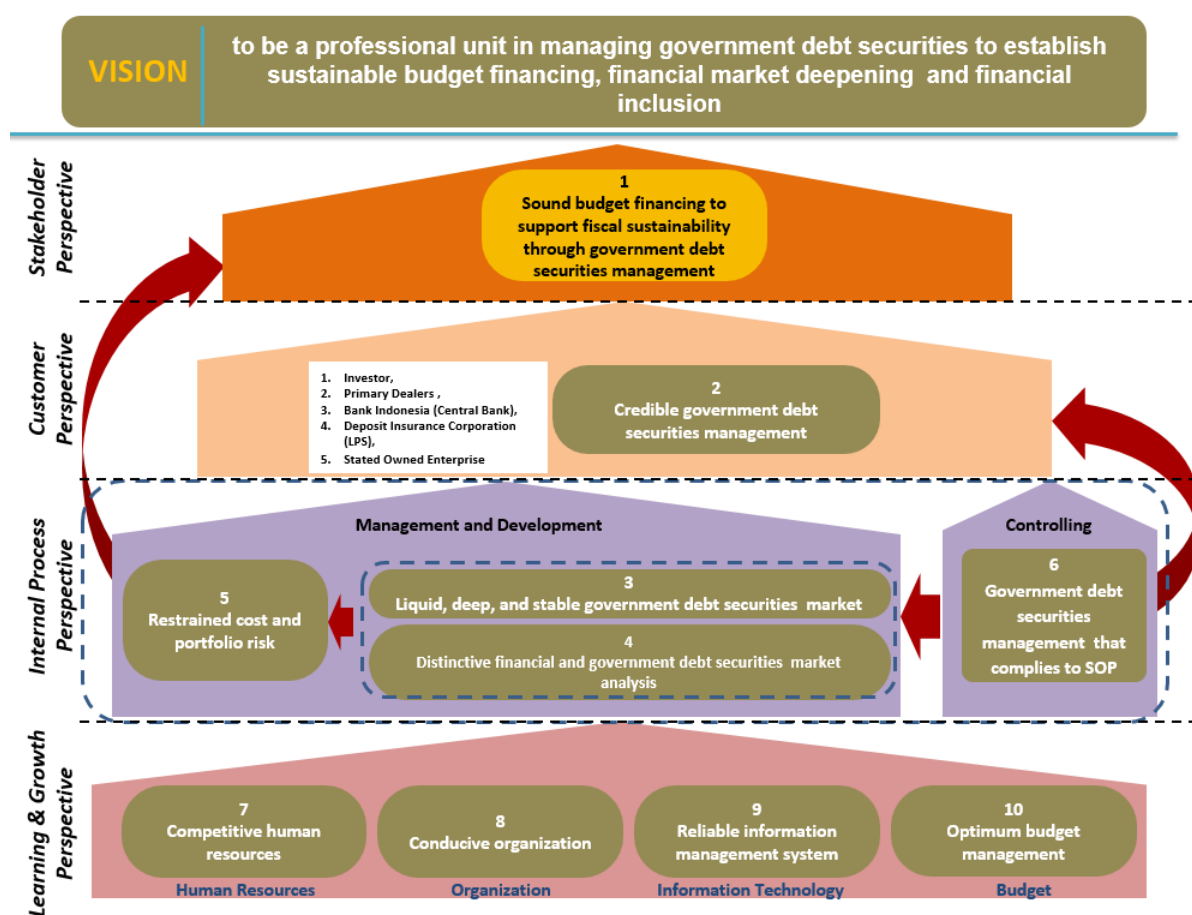 VISION
to be a professional unit in managing government debt securities to establish
sustainable budget financing, financial market deepening and financial
inclusion
Stakeholder
Perspective
1
Sound budget financing to
support fiscal sustainability
through government debt
securities management
Customer
Perspective
1. Investor,
2. Primary Dealers ,
3. Bank Indonesia (Central Bank),
4. Deposit Insurance Corporation
(LPS),
5. Stated Owned Enterprise
2
Credible government debt
securities management
Internal Process
Perspective
Management and Development
5
Restrained cost and
portfolio risk
3
Liquid, deep, and stable government debt securities market
4
Distinctive financial and government debt securities market
analysis
Controlling
6
Government debt
securities
management that
complies to SOP
Learning & Growth
Perspective
7
Competitive human
resources
Human Resources
8
Conducive organization
Organization
9
Reliable information
management system
Information Technology
10
Optimum budget
management
Budget